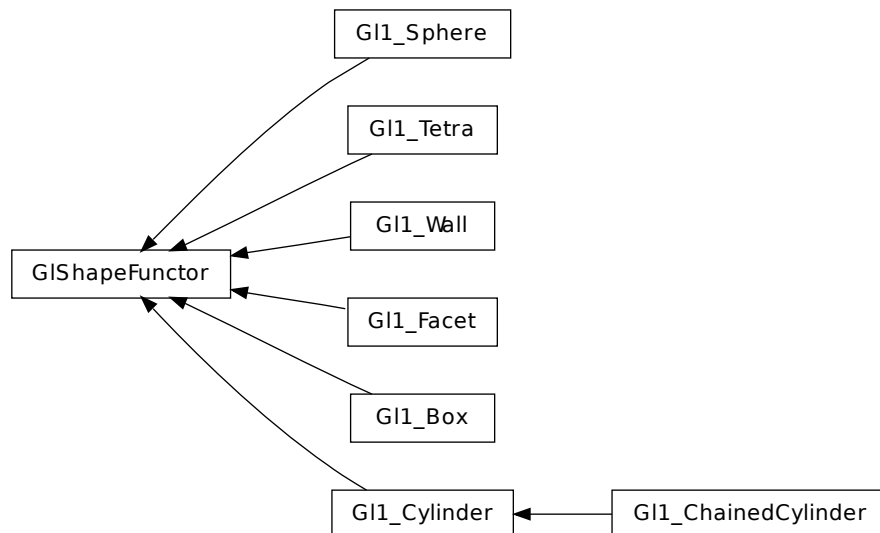 Gl1_Sphere
Gl1_Tetra
Gl1_Wall
GlShapeFunctor
Gl1_Facet
Gl1_Box
Gl1_Cylinder
Gl1_ChainedCylinder